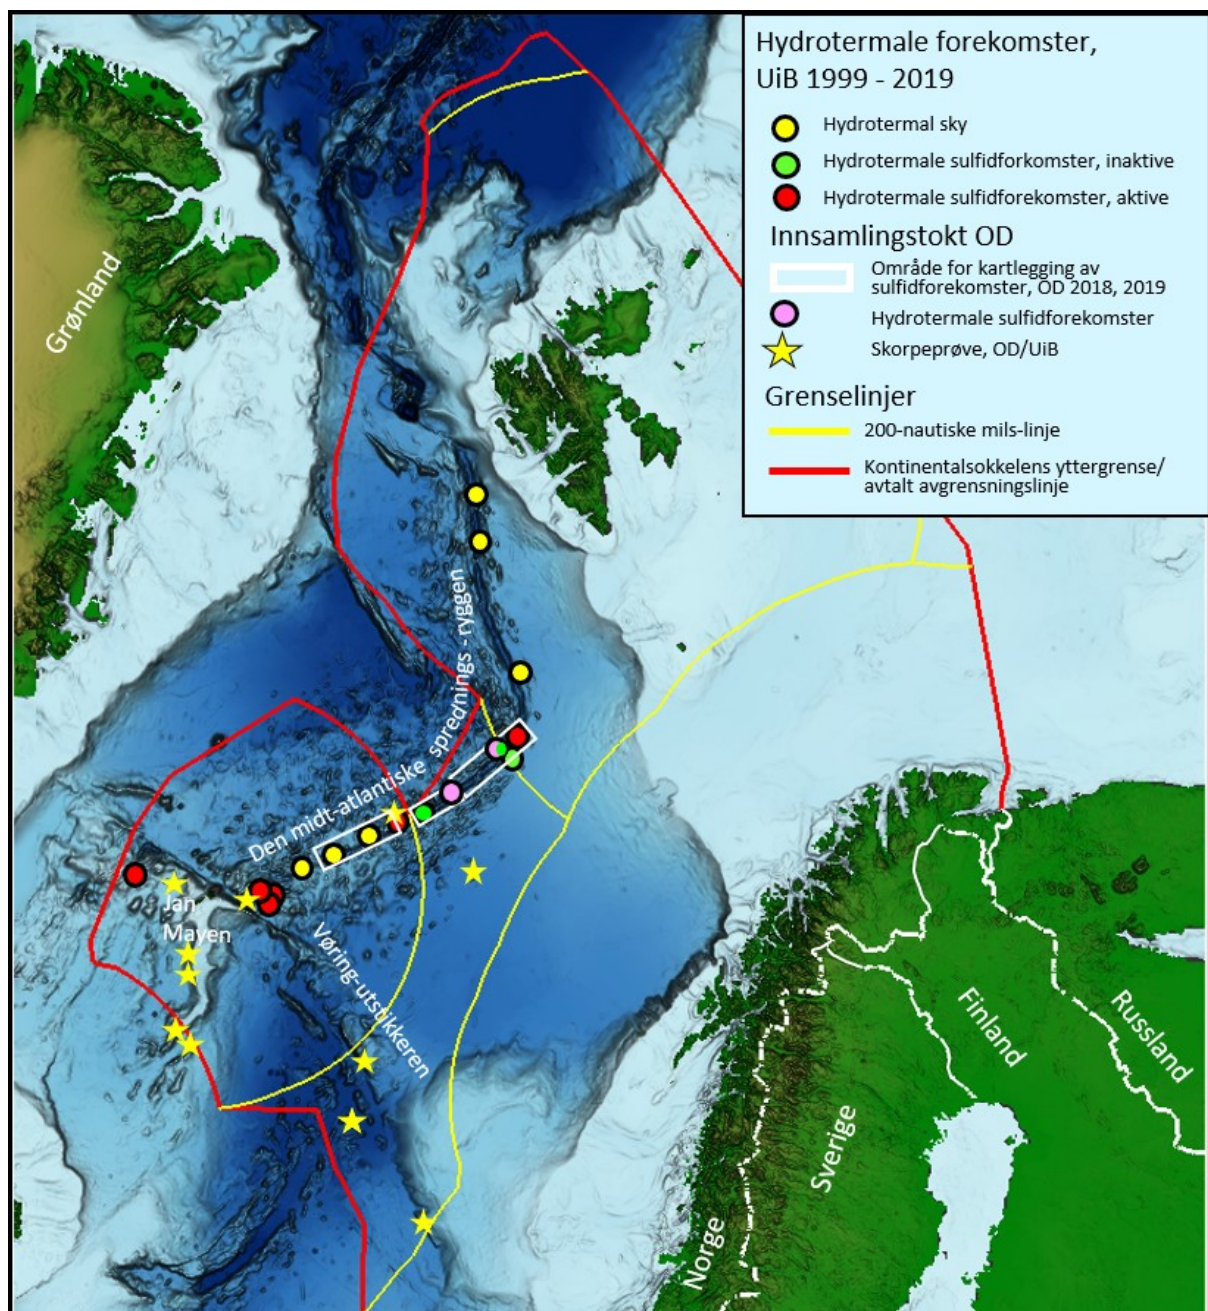 Hydrotermale forekomster,
UiB 1999 - 2019
Hydrotermal sky
Hydrotermale sulfidforkomster, inaktive
Hydrotermale sulfidforekomster, aktive
Innsamlingstokt OD
Område for kartlegging av
sulfidforekomster, OD 2018, 2019
Hydrotermale sulfidforekomster
Skorpeprøve, OD/UiB
Grenselinjer
200-nautiske mils-linje
Kontinentalsokkelens yttergrense/
avtalt avgrensningslinje
Grønland
Den midt-atlantiske sprednings - ryggen
Jan
Mayen
Vøring-utstikkeren
Norge
Sverige
Finland
Russland